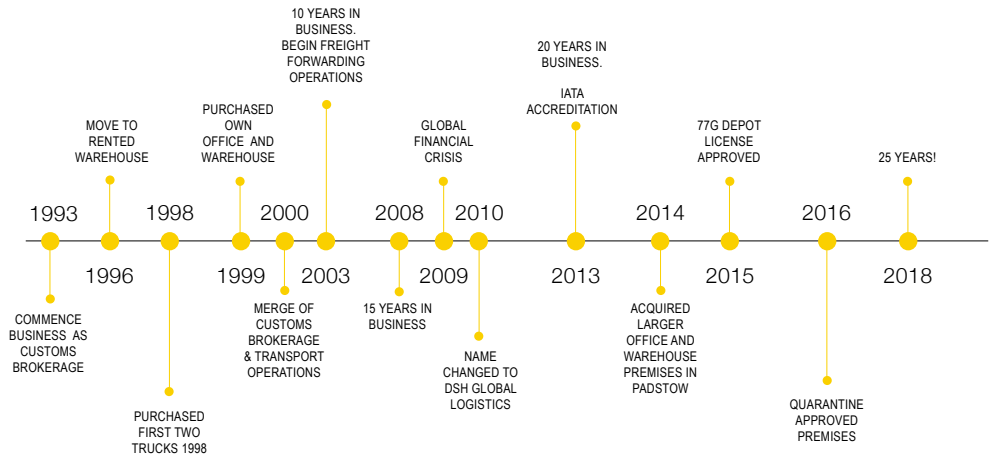 1993
COMMENCE
BUSINESS AS
CUSTOMS
BROKERAGE
MOVE TO
RENTED
WAREHOUSE
1996
1998
PURCHASED
FIRST TWO
TRUCKS 1998
PURCHASED
OWN
OFFICE AND
WAREHOUSE
1999
2000
MERGE OF
CUSTOMS
BROKERAGE
& TRANSPORT
OPERATIONS
10 YEARS IN
BUSINESS.
BEGIN FREIGHT
FORWARDING
OPERATIONS
2003
2008
15 YEARS IN
BUSINESS
GLOBAL
FINANCIAL
CRISIS
2009
2010
NAME
CHANGED TO
DSH GLOBAL
LOGISTICS
20 YEARS IN
BUSINESS.
IATA
ACCREDITATION
2013
2014
ACQUIRED
LARGER
OFFICE AND
WAREHOUSE
PREMISES IN
PADSTOW
77G DEPOT
LICENSE
APPROVED
2015
2016
QUARANTINE
APPROVED
PREMISES
25 YEARS!
2018